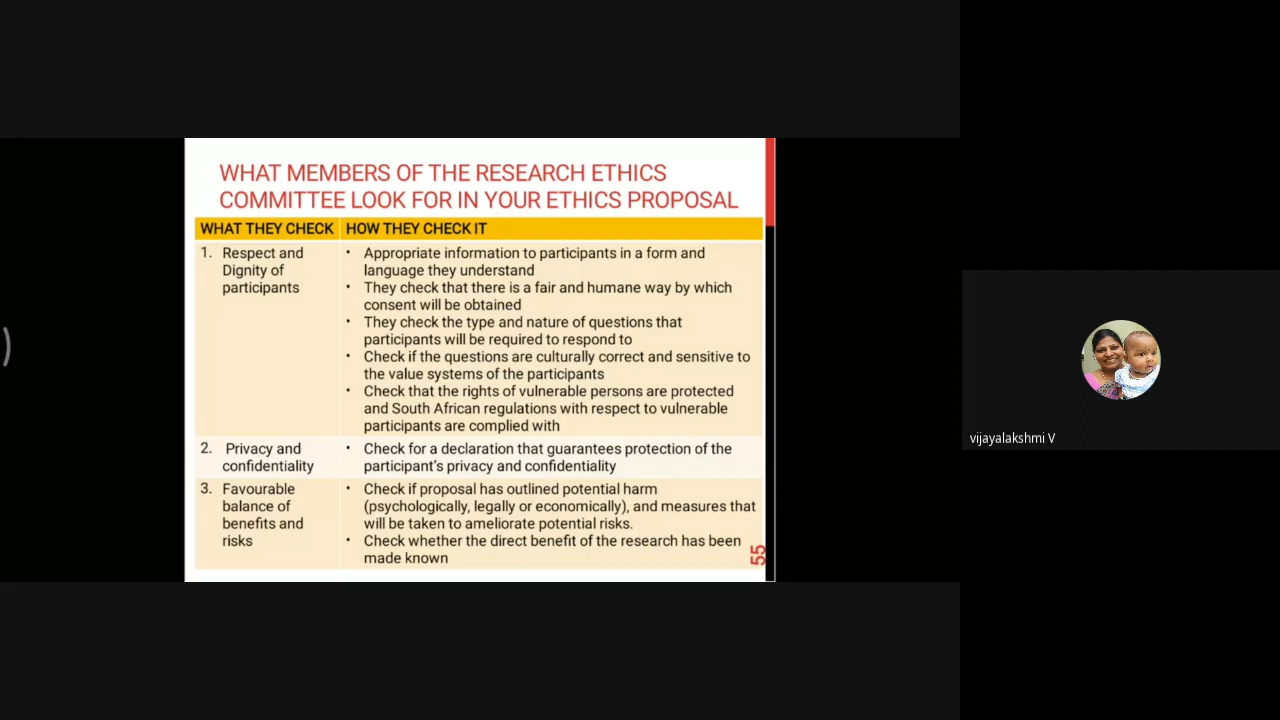 WHAT MEMBERS OF THE RESEARCH ETHICS
COMMITTEE LOOK FOR IN YOUR ETHICS PROPOSAL
WHAT THEY CHECK
HOW THEY CHECK IT
1. Respect and
Dignity of
participants
• Appropriate information to participants in a form and
language they understand
• They check that there is a fair and humane way by which
consent will be obtained
• They check the type and nature of questions that
participants will be required to respond to
• Check if the questions are culturally correct and sensitive to
the value systems of the participants
• Check that the rights of vulnerable persons are protected
and South African regulations with respect to vulnerable
participants are complied with
2. Privacy and
confidentiality
• Check for a declaration that guarantees protection of the
participant's privacy and confidentiality
3. Favourable
balance of
benefits and
risks
• Check if proposal has outlined potential harm
(psychologically, legally or economically), and measures that
will be taken to ameliorate potential risks.
• Check whether the direct benefit of the research has been
made known
55
vijayalakshmi V